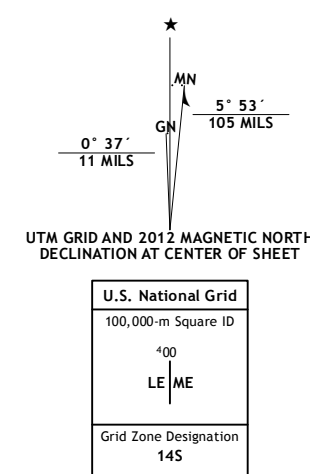 ★
MN
5° 53´
105 MILS
GN
0° 37´
11 MILS
UTM GRID AND 2012 MAGNETIC NORTH
DECLINATION AT CENTER OF SHEET
U.S. National Grid
100,000-m Square ID
⁴00
LE ME
Grid Zone Designation
14S